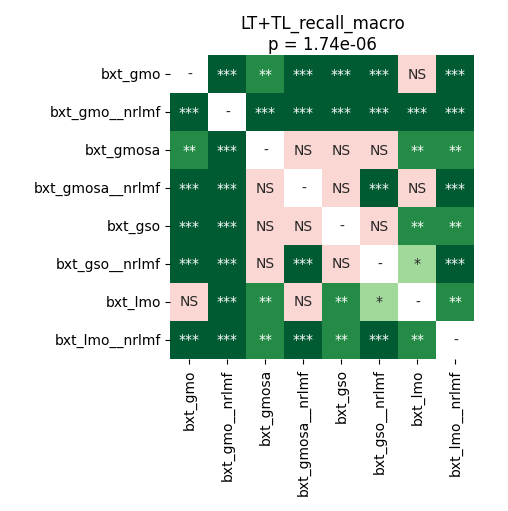 LT+TL_recall_macro
p = 1.74e-06
bxt_gmo - *** ** *** *** *** NS ***
bxt_gmo__nrlmf *** - *** *** *** *** *** ***
bxt_gmosa ** *** - NS NS NS ** **
bxt_gmosa__nrlmf *** *** NS - NS *** NS ***
bxt_gso *** *** NS NS - NS ** **
bxt_gso__nrlmf *** *** NS *** NS - * ***
bxt_lmo NS *** ** NS ** * - **
bxt_lmo__nrlmf *** *** ** *** ** *** ** -
bxt_gmo
bxt_gmo__nrlmf
bxt_gmosa
bxt_gmosa__nrlmf
bxt_gso
bxt_gso__nrlmf
bxt_lmo
bxt_lmo__nrlmf